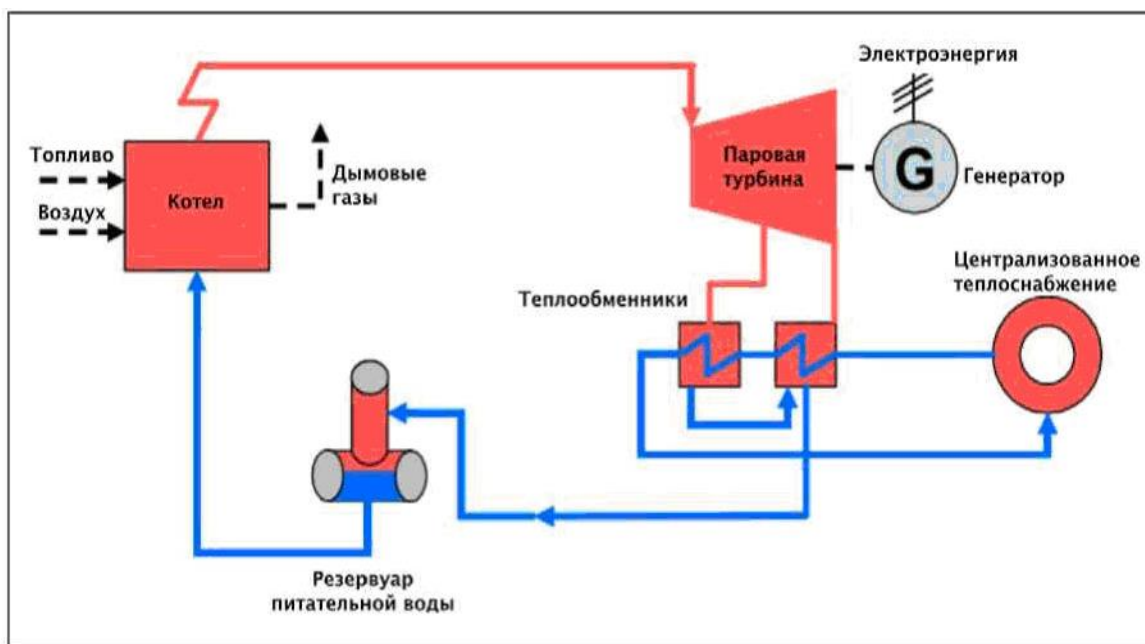 Электроэнергия
Топливо
Воздух
Котел
Дымовые
газы
Паровая
турбина
G
Генератор
Централизованное
теплоснабжение
Теплообменники
Резервуар
питательной воды